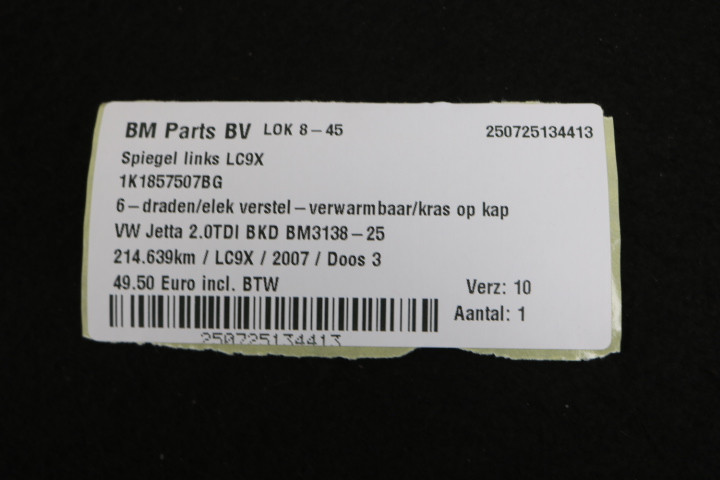 BM Parts BV LOK 8-45 250725134413
Spiegel links LC9X
1K1857507BG
6-draden/elek verstel-verwarmbaar/kras op kap
VW Jetta 2.0TDI BKD BM3138-25
214.639km / LC9X / 2007 / Doos 3
49.50 Euro incl. BTW Verz: 10
Aantal: 1
250725134413